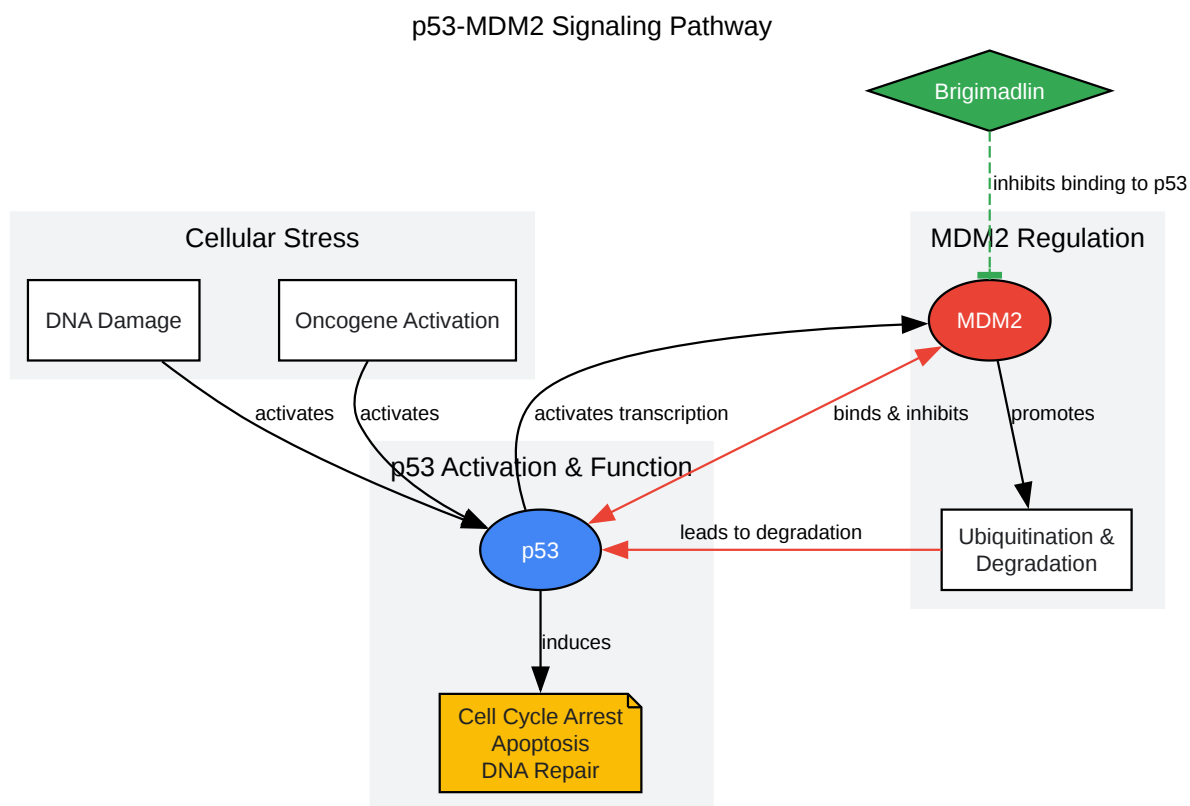 p53-MDM2 Signaling Pathway
Brigimadlin
inhibits binding to p53
Cellular Stress
MDM2 Regulation
DNA Damage
Oncogene Activation
MDM2
activates
activates
activates transcription
binds & inhibits
promotes
p53 Activation & Function
leads to degradation
p53
Ubiquitination &
Degradation
induces
Cell Cycle Arrest
Apoptosis
DNA Repair